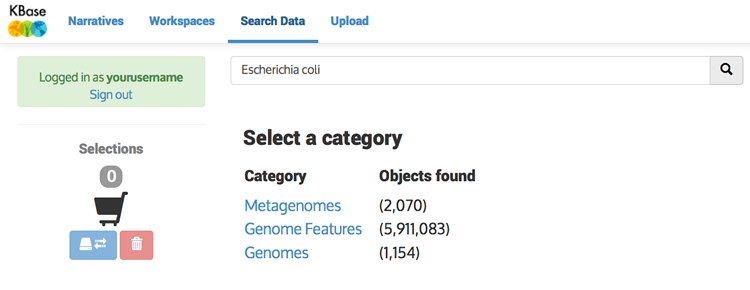 KBase
Narratives Workspaces Search Data Upload
Logged in as yourusername
Sign out
Escherichia coli
Selections
0
Select a category
Category Objects found
Metagenomes (2,070)
Genome Features (5,911,083)
Genomes (1,154)